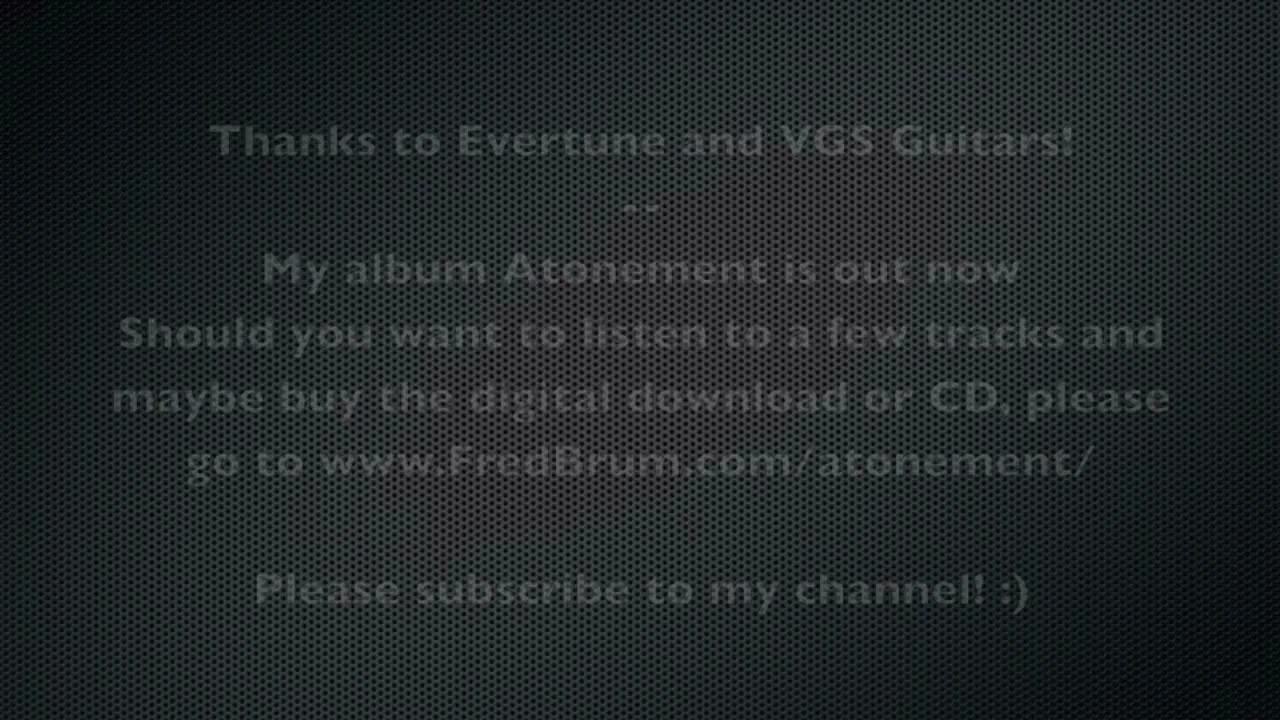 Thanks to Evertune and VGS Guitars!
--
My album Atonement is out now
Should you want to listen to a few tracks and
maybe buy the digital download or CD, please
go to www.FredBrum.com/atonement/
Please subscribe to my channel! :)